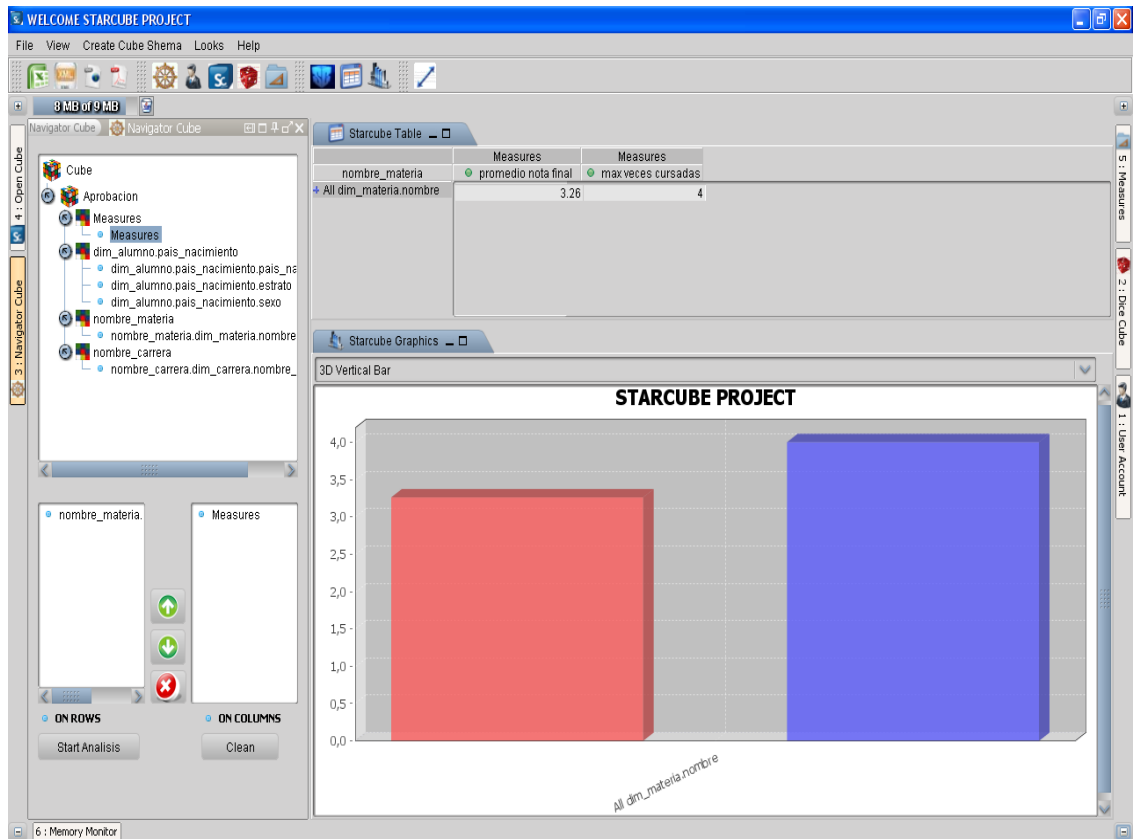 WELCOME STARCUBE PROJECT
File View Create Cube Shema Looks Help
8 MB of 9 MB
Navigator Cube Navigator Cube
4 : Open Cube
3 : Navigator Cube
Cube
Aprobacion
Measures
Measures
dim_alumno.pais_nacimiento
dim_alumno.pais_nacimiento.pais_na
dim_alumno.pais_nacimiento.estrato
dim_alumno.pais_nacimiento.sexo
nombre_materia
nombre_materia.dim_materia.nombre
nombre_carrera
nombre_carrera.dim_carrera.nombre_
nombre_materia.
Measures
ON ROWS
ON COLUMNS
Start Analisis
Clean
Starcube Table
Measures Measures
nombre_materia promedio nota final max veces cursadas
All dim_materia.nombre 3.26 4
Starcube Graphics
3D Vertical Bar
STARCUBE PROJECT
4,0
3,5
3,0
2,5
2,0
1,5
1,0
0,5
0,0
All dim_materia.nombre
5 : Measures
2 : Dice Cube
1 : User Account
6 : Memory Monitor